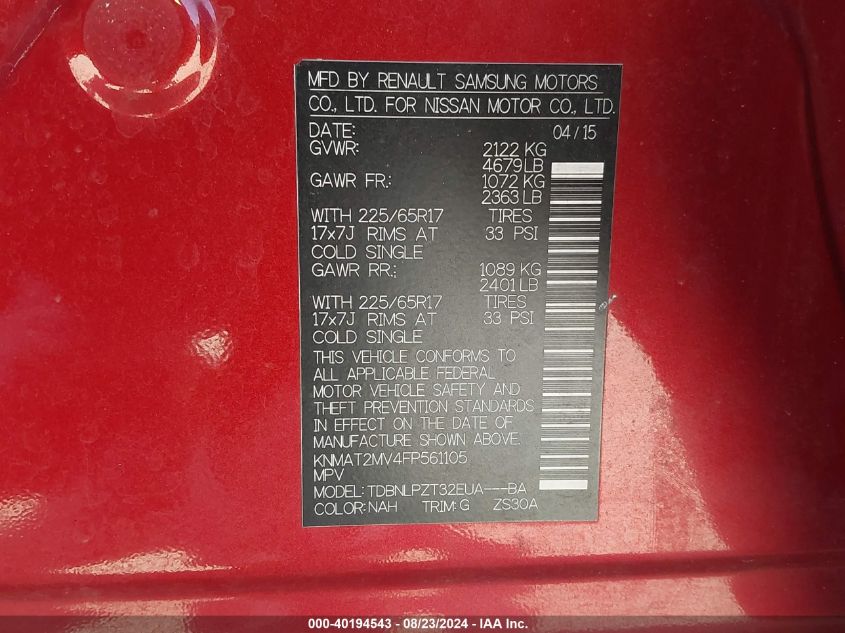 MFD BY RENAULT SAMSUNG MOTORS
CO., LTD. FOR NISSAN MOTOR CO., LTD.
DATE: 04/15
GVWR: 2122 KG
4679LB
GAWR FR.: 1072 KG
2363 LB
WITH 225/65R17 TIRES
17x7J RIMS AT 33 PSI
COLD SINGLE
GAWR RR.: 1089 KG
2401 LB
WITH 225/65R17 TIRES
17x7J RIMS AT 33 PSI
COLD SINGLE
THIS VEHICLE CONFORMS TO
ALL APPLICABLE FEDERAL
MOTOR VEHICLE SAFETY AND
THEFT PREVENTION STANDARDS
IN EFFECT ON THE DATE OF
MANUFACTURE SHOWN ABOVE.
KNMAT2MV4FP561105
MPV
MODEL: TDBNLPZT32EUA---BA
COLOR: NAH TRIM: G ZS30A
000-40194543 - 08/23/2024 - IAA Inc.